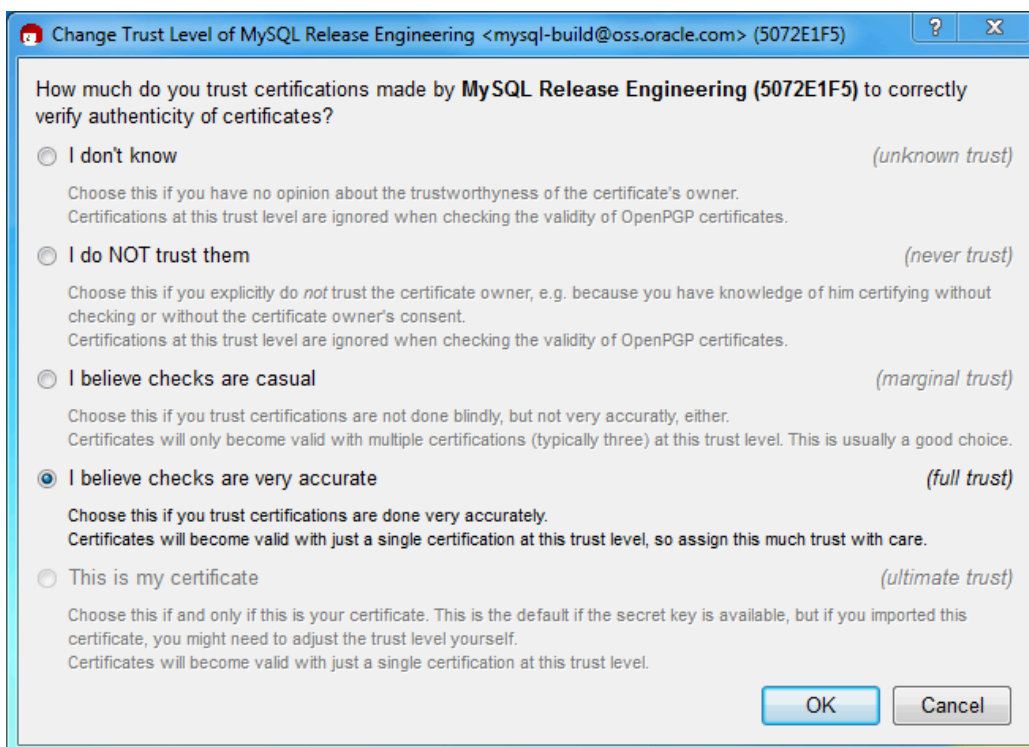 Change Trust Level of MySQL Release Engineering <mysql-build@oss.oracle.com> (5072E1F5)
How much do you trust certifications made by MySQL Release Engineering (5072E1F5) to correctly
verify authenticity of certificates?
I don't know (unknown trust)
Choose this if you have no opinion about the trustworthyness of the certificate's owner.
Certifications at this trust level are ignored when checking the validity of OpenPGP certificates.
I do NOT trust them (never trust)
Choose this if you explicitly do not trust the certificate owner, e.g. because you have knowledge of him certifying without
checking or without the certificate owner's consent.
Certifications at this trust level are ignored when checking the validity of OpenPGP certificates.
I believe checks are casual (marginal trust)
Choose this if you trust certifications are not done blindly, but not very accuratly, either.
Certificates will only become valid with multiple certifications (typically three) at this trust level. This is usually a good choice.
I believe checks are very accurate (full trust)
Choose this if you trust certifications are done very accurately.
Certificates will become valid with just a single certification at this trust level, so assign this much trust with care.
This is my certificate (ultimate trust)
Choose this if and only if this is your certificate. This is the default if the secret key is available, but if you imported this
certificate, you might need to adjust the trust level yourself.
Certificates will become valid with just a single certification at this trust level.
OK Cancel